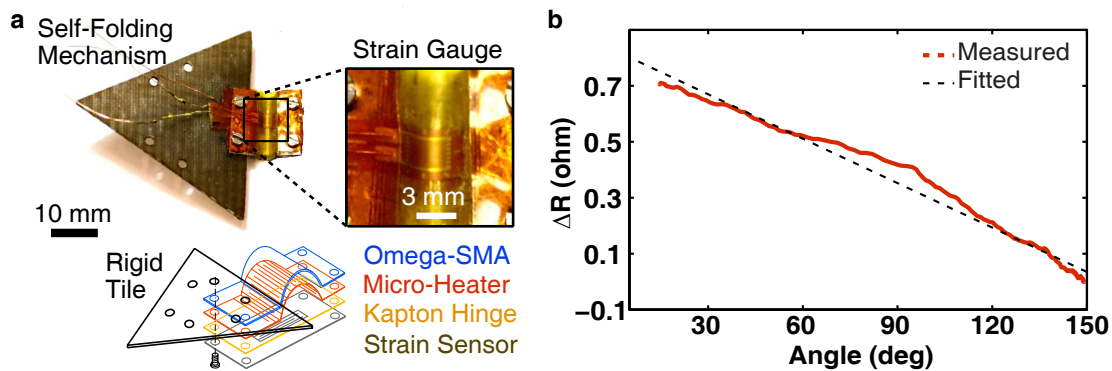 a
Self-Folding
Mechanism
Strain Gauge
3 mm
10 mm
Rigid
Tile
Omega-SMA
Micro-Heater
Kapton Hinge
Strain Sensor
b
Measured
Fitted
ΔR (ohm)
0.7
0.5
0.3
0.1
−0.1
30
60
90
120
150
Angle (deg)